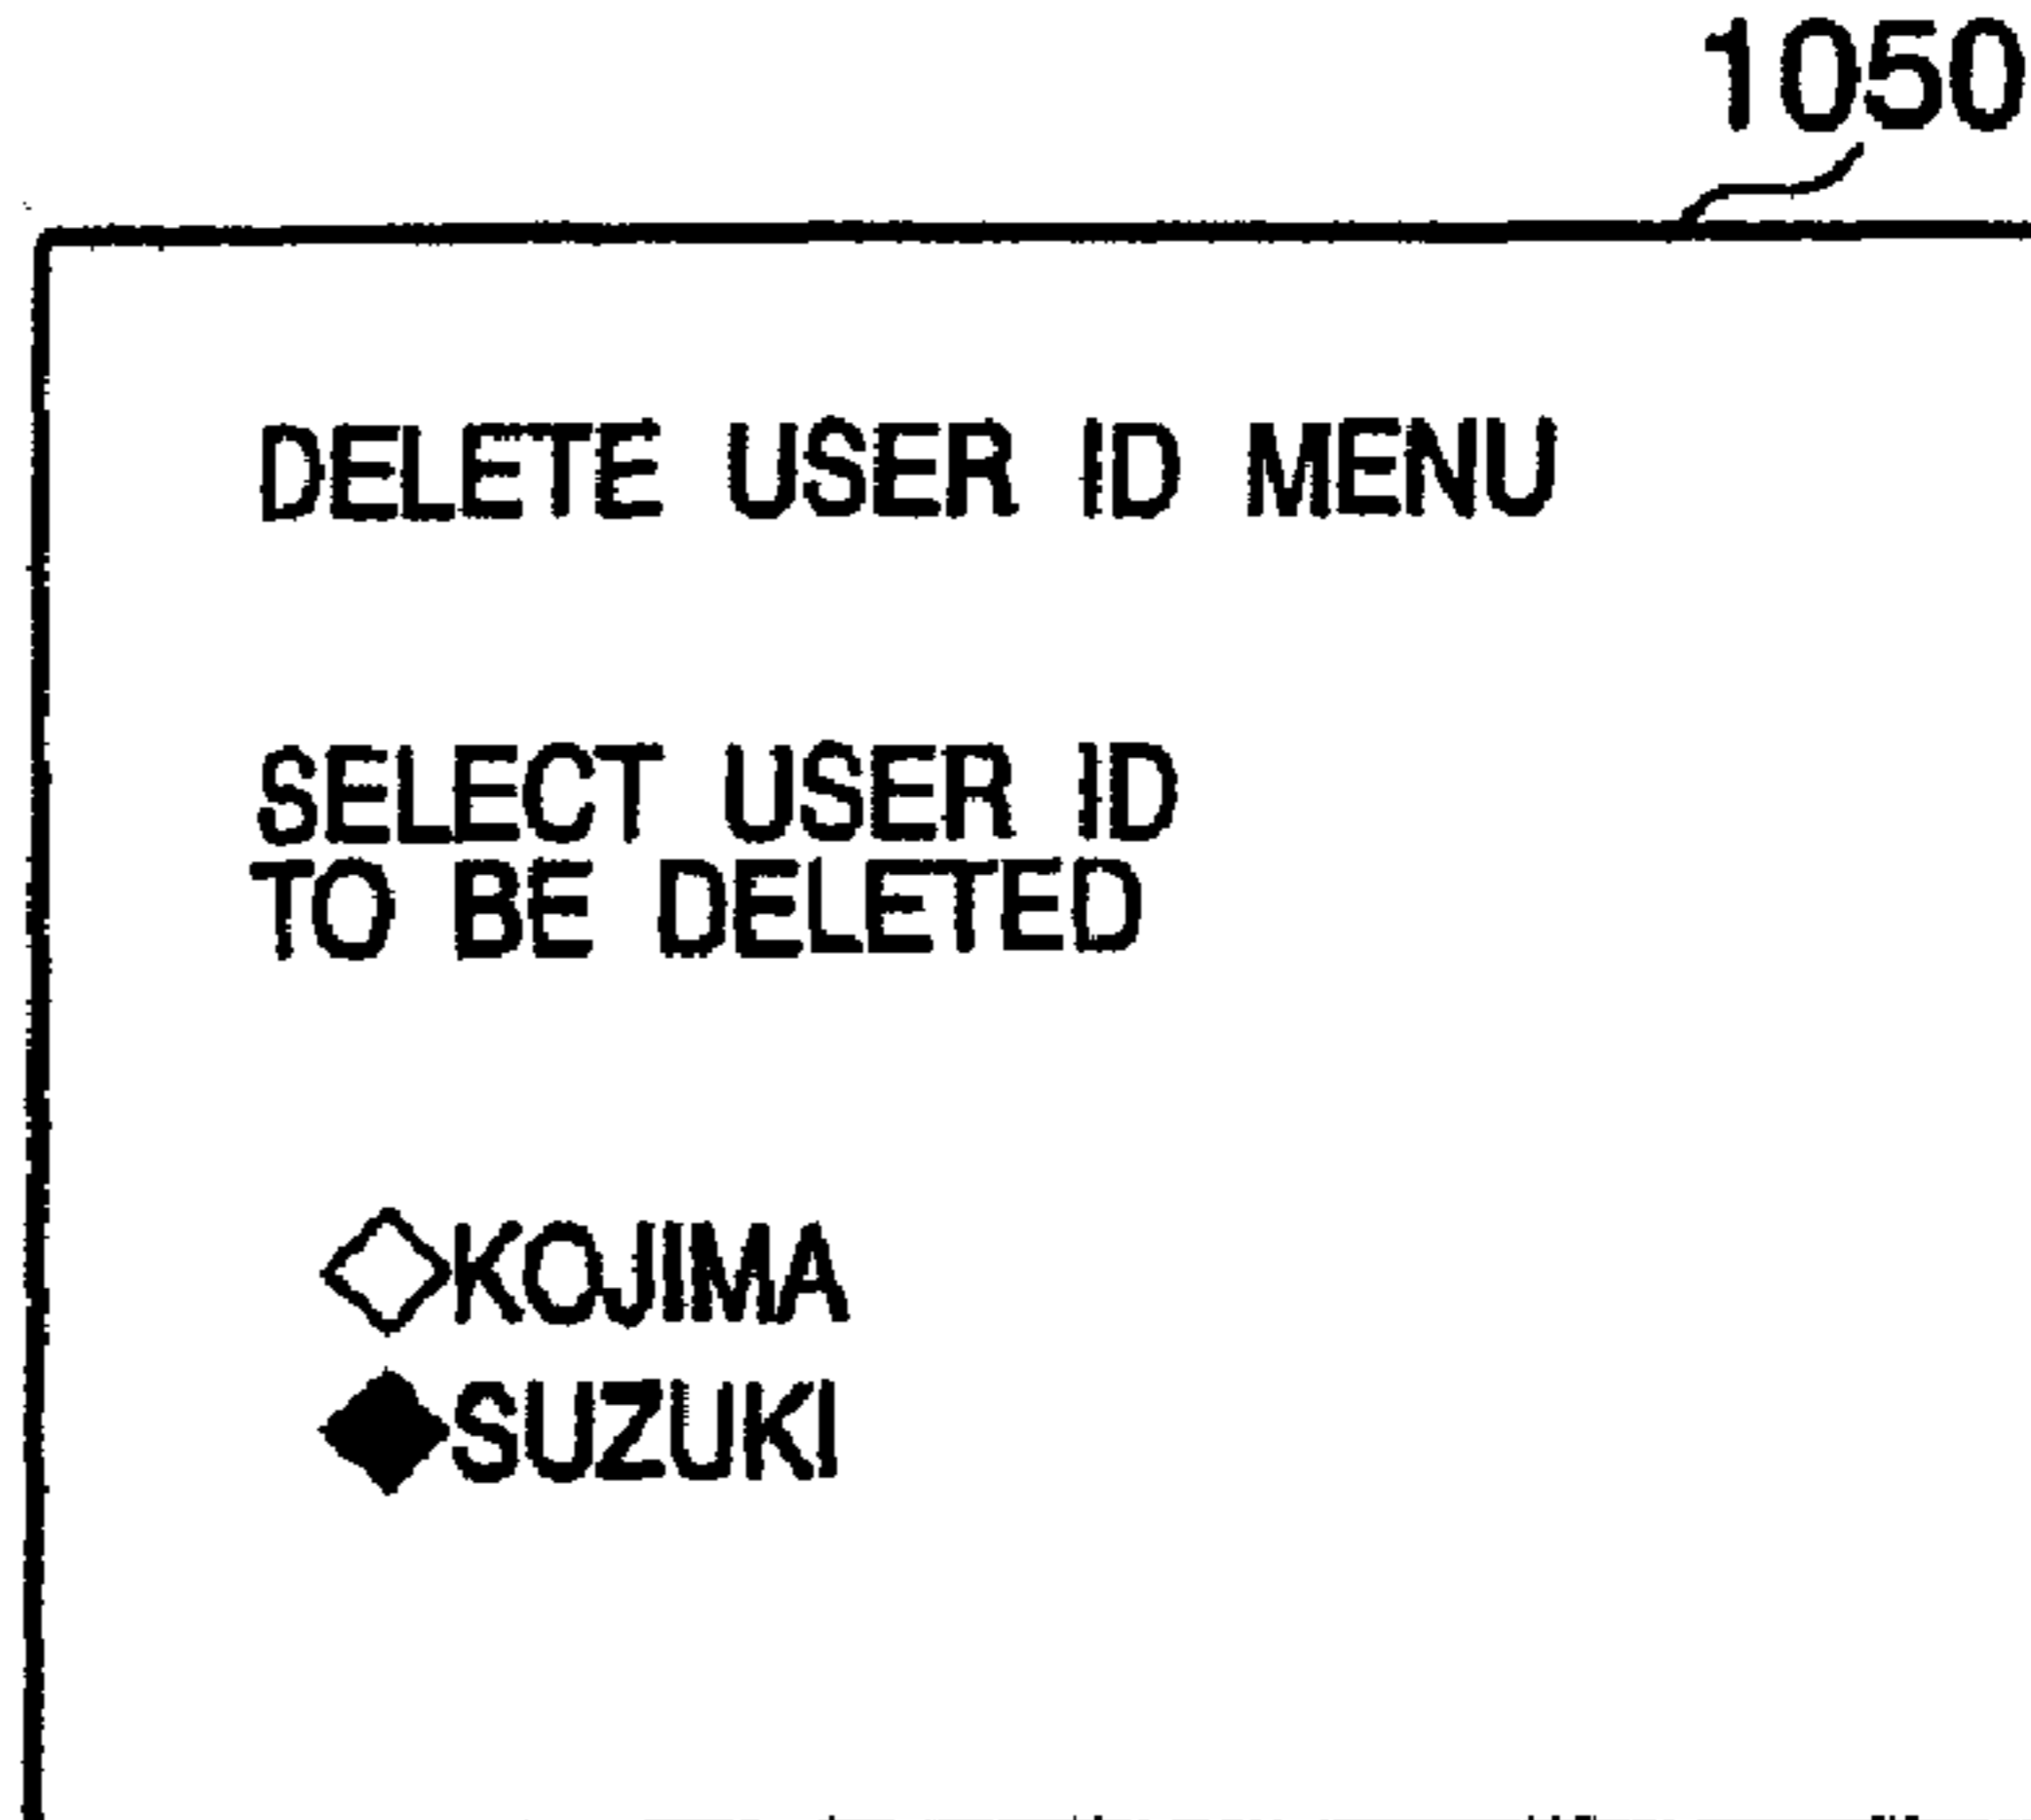 1050
DELETE USER ID MENU
SELECT USER ID
TO BE DELETED
◇KOJIMA
◆SUZUKI